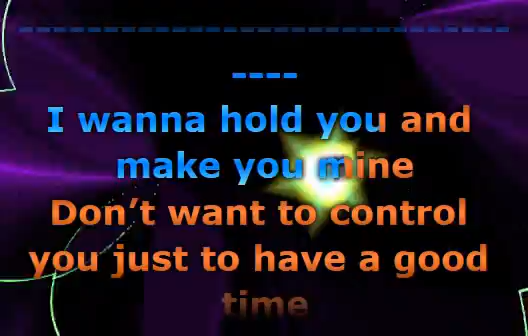 ----
I wanna hold you and
make you mine
Don’t want to control
you just to have a good
time